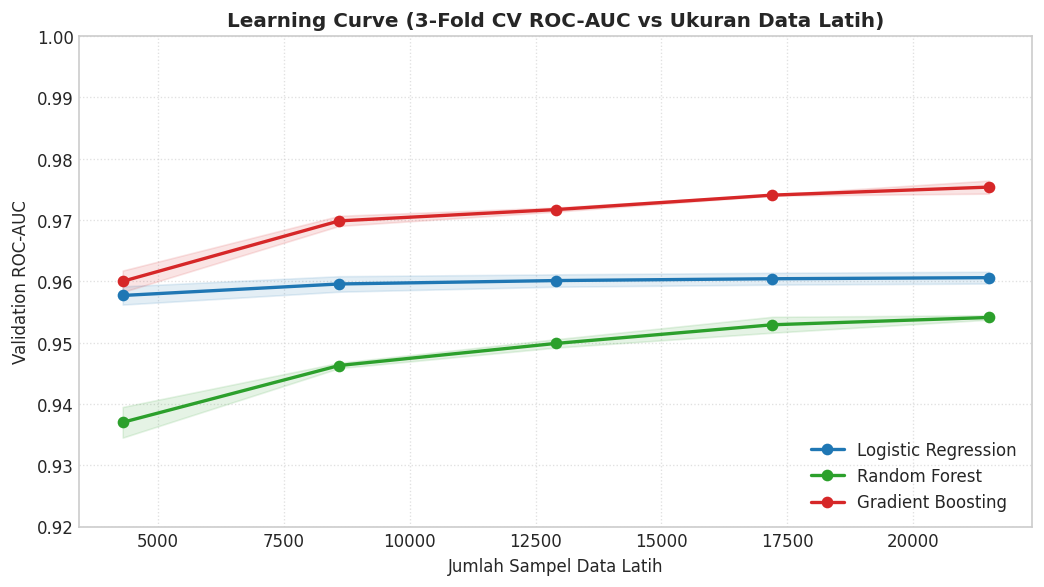 Learning Curve (3-Fold CV ROC-AUC vs Ukuran Data Latih)
Validation ROC-AUC
1.00
0.99
0.98
0.97
0.96
0.95
0.94
0.93
0.92
Logistic Regression
Random Forest
Gradient Boosting
5000 7500 10000 12500 15000 17500 20000
Jumlah Sampel Data Latih